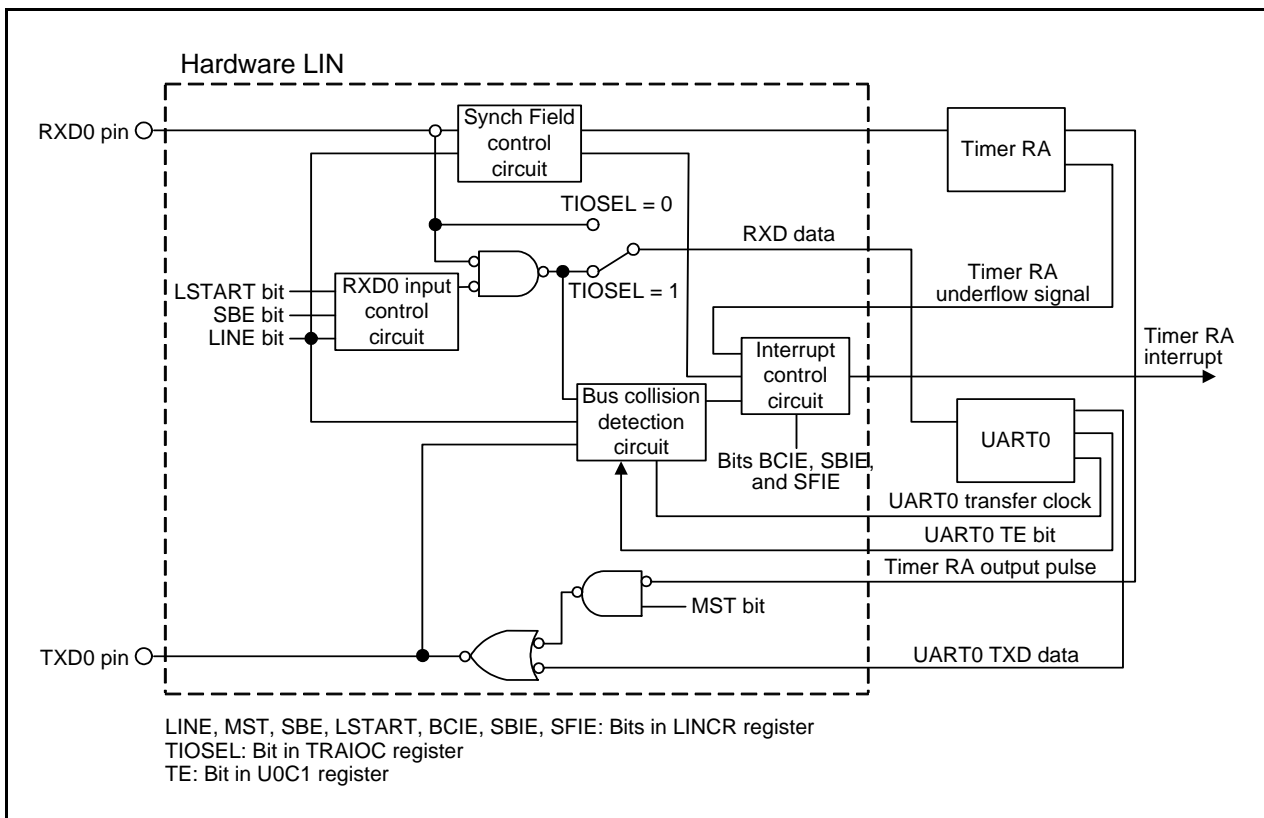 Hardware LIN
RXD0 pin
Synch Field
control
circuit
Timer RA
TIOSEL = 0
RXD data
LSTART bit
SBE bit
LINE bit
RXD0 input
control
circuit
TIOSEL = 1
Timer RA
underflow signal
Timer RA
interrupt
Interrupt
control
circuit
Bus collision
detection
circuit
Bits BCIE, SBIE,
and SFIE
UART0
UART0 transfer clock
UART0 TE bit
Timer RA output pulse
MST bit
TXD0 pin
UART0 TXD data
LINE, MST, SBE, LSTART, BCIE, SBIE, SFIE: Bits in LINCR register
TIOSEL: Bit in TRAIOC register
TE: Bit in U0C1 register